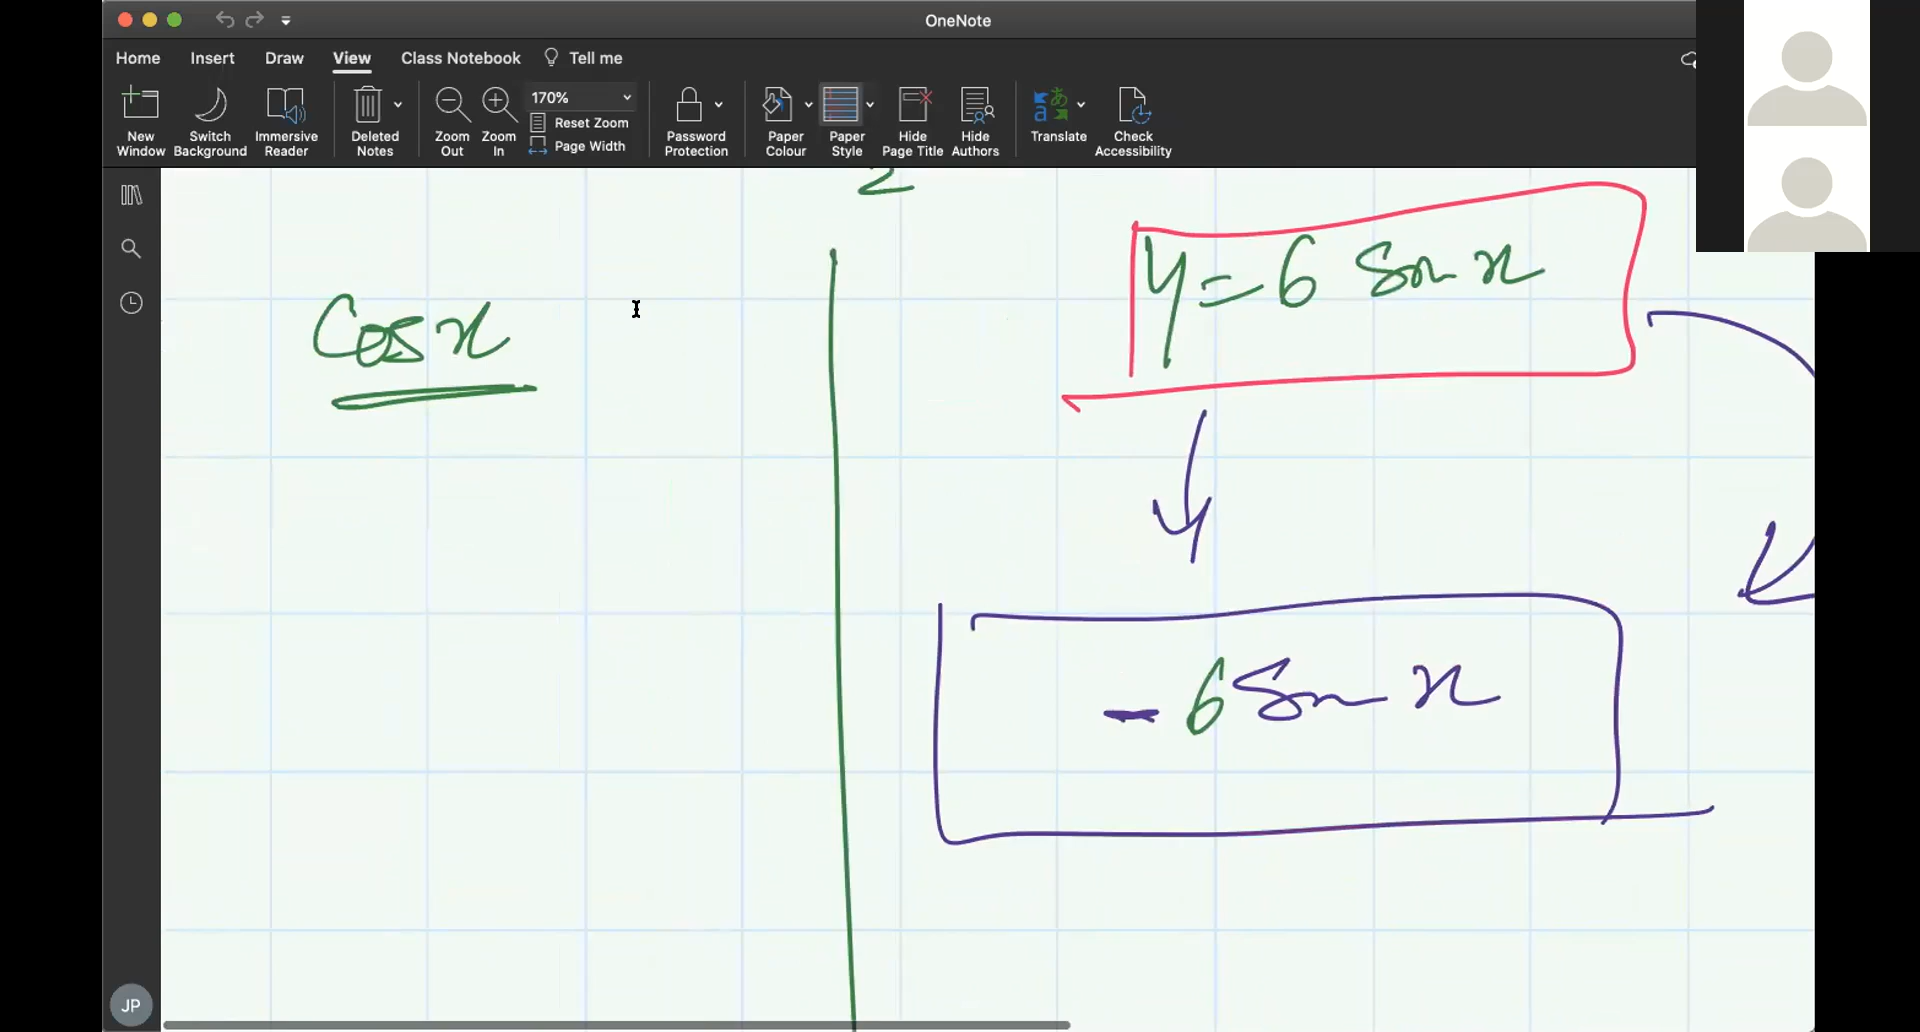 OneNote
Home Insert Draw View Class Notebook Tell me
170%
Reset Zoom
Page Width
New Window
Switch Background
Immersive Reader
Deleted Notes
Zoom Out
Zoom In
Password Protection
Paper Colour
Paper Style
Hide Page Title
Hide Authors
Translate
Check Accessibility
2
y = 6 Sin x
Cos x
- 6 Sin x
JP